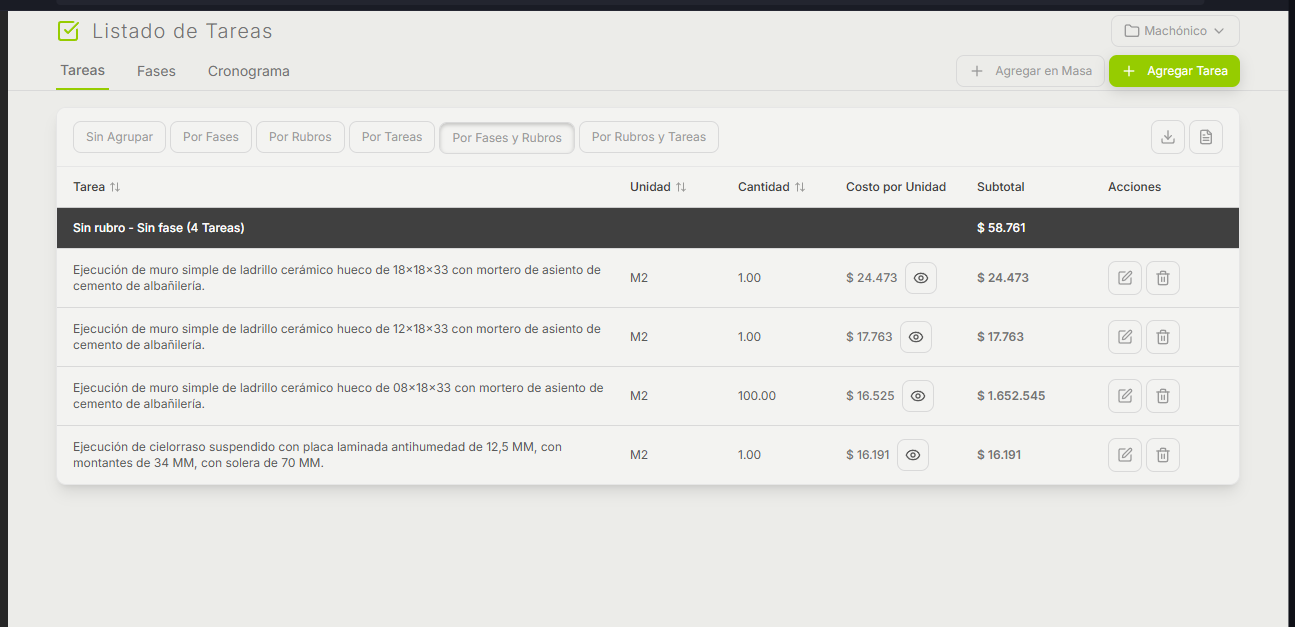 Listado de Tareas
Machónico
Tareas
Fases
Cronograma
Agregar en Masa
Agregar Tarea
Sin Agrupar
Por Fases
Por Rubros
Por Tareas
Por Fases y Rubros
Por Rubros y Tareas
Tarea
Unidad
Cantidad
Costo por Unidad
Subtotal
Acciones
Sin rubro - Sin fase (4 Tareas)
$ 58.761
Ejecución de muro simple de ladrillo cerámico hueco de 18×18×33 con mortero de asiento de
cemento de albañilería.
M2
1.00
$ 24.473
$ 24.473
Ejecución de muro simple de ladrillo cerámico hueco de 12×18×33 con mortero de asiento de
cemento de albañilería.
M2
1.00
$ 17.763
$ 17.763
Ejecución de muro simple de ladrillo cerámico hueco de 08×18×33 con mortero de asiento de
cemento de albañilería.
M2
100.00
$ 16.525
$ 1.652.545
Ejecución de cielorraso suspendido con placa laminada antihumedad de 12,5 MM, con
montantes de 34 MM, con solera de 70 MM.
M2
1.00
$ 16.191
$ 16.191